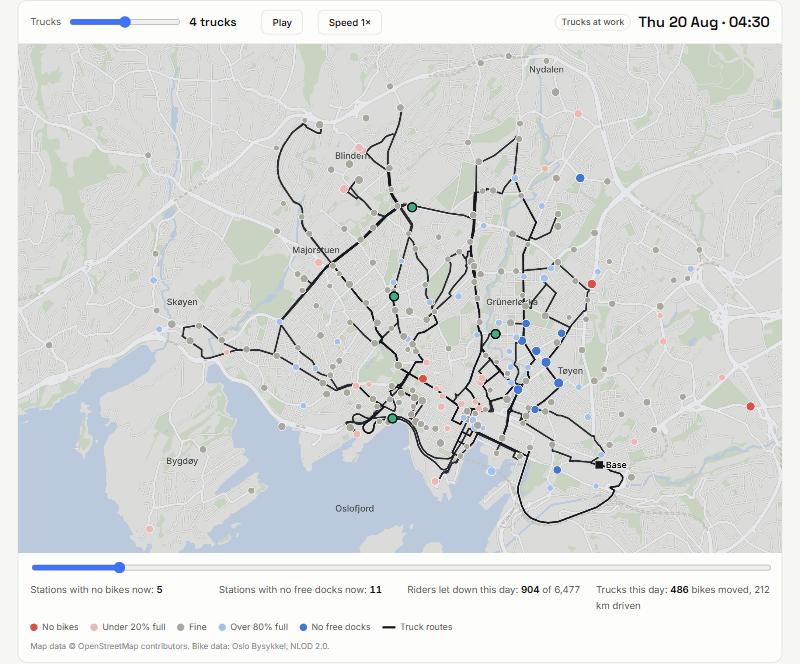 Trucks 4 trucks Play Speed 1× Trucks at work Thu 20 Aug · 04:30
Nydalen
Blindern
Majorstuen
Skøyen
Grünerløkka
Tøyen
Bygdøy
Base
Oslofjord
Stations with no bikes now: 5 Stations with no free docks now: 11 Riders let down this day: 904 of 6,477 Trucks this day: 486 bikes moved, 212
km driven
No bikes Under 20% full Fine Over 80% full No free docks Truck routes
Map data © OpenStreetMap contributors. Bike data: Oslo Bysykkel, NLOD 2.0.